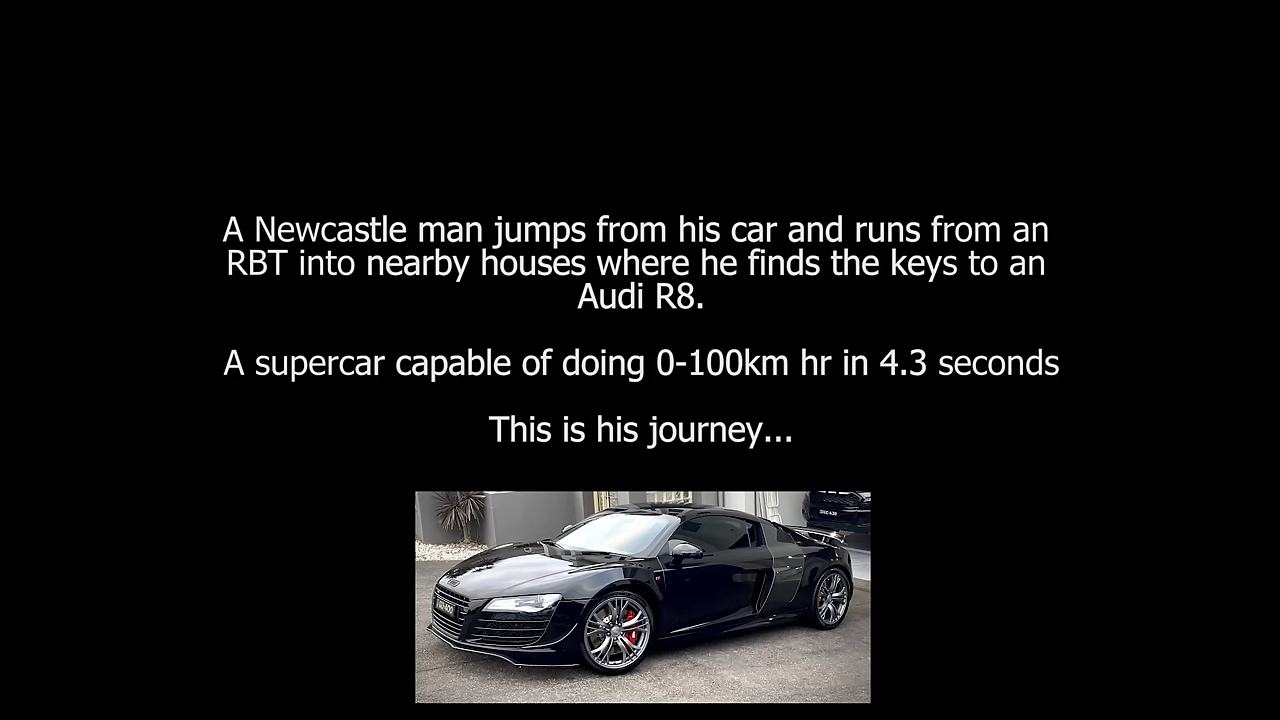 A Newcastle man jumps from his car and runs from an
RBT into nearby houses where he finds the keys to an
Audi R8.
A supercar capable of doing 0-100km hr in 4.3 seconds
This is his journey...